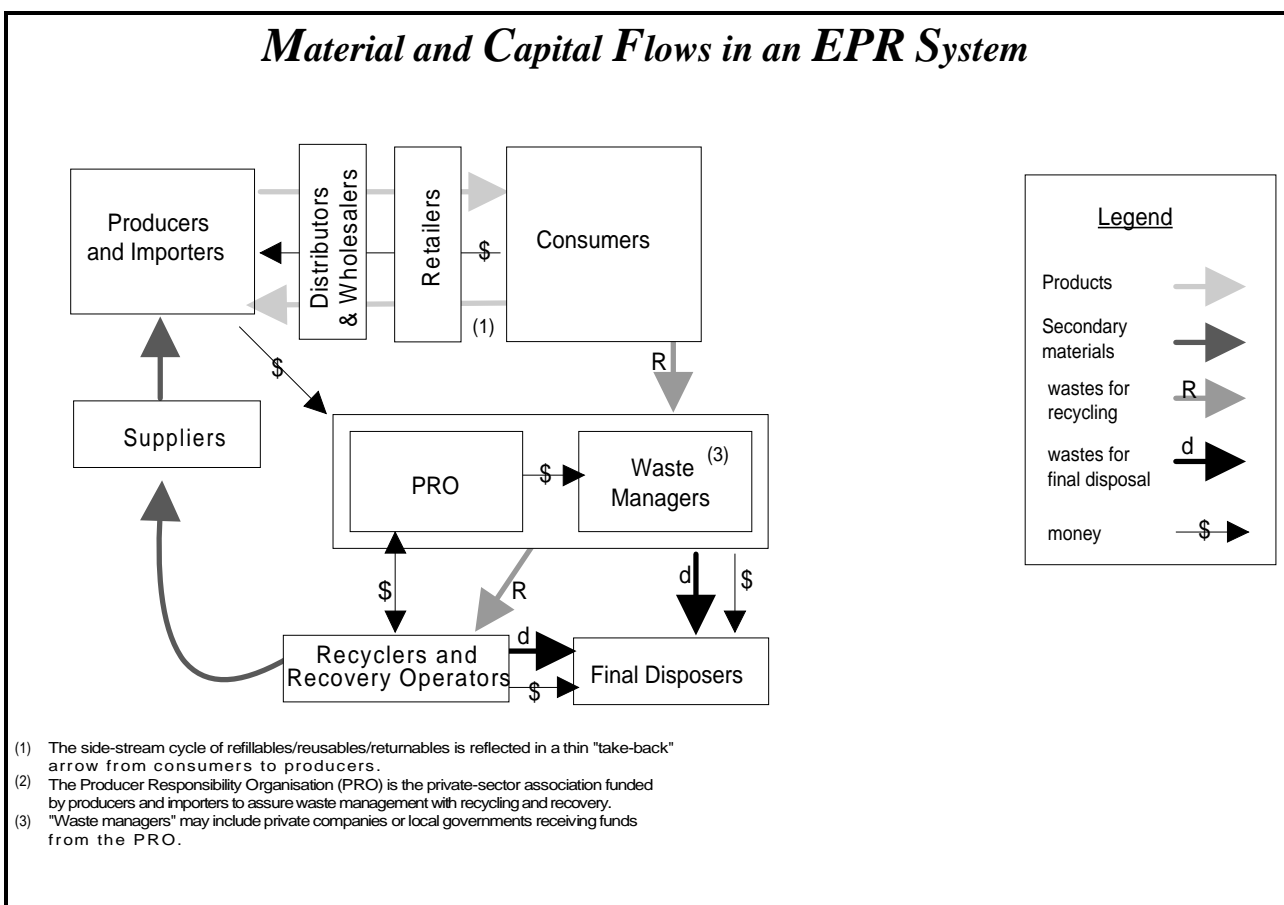 Material and Capital Flows in an EPR System
Producers
and Importers
Distributors
& Wholesalers
Retailers
Consumers
$
(1)
$
R
Suppliers
PRO
$
Waste
Managers
(3)
$
R
d
$
Recyclers and
Recovery Operators
d
$
Final Disposers
Legend
Products
Secondary
materials
wastes for
recycling
R
wastes for
final disposal
d
money
$
(1) The side-stream cycle of refillables/reusables/returnables is reflected in a thin "take-back"
arrow from consumers to producers.
(2) The Producer Responsibility Organisation (PRO) is the private-sector association funded
by producers and importers to assure waste management with recycling and recovery.
(3) "Waste managers" may include private companies or local governments receiving funds
from the PRO.